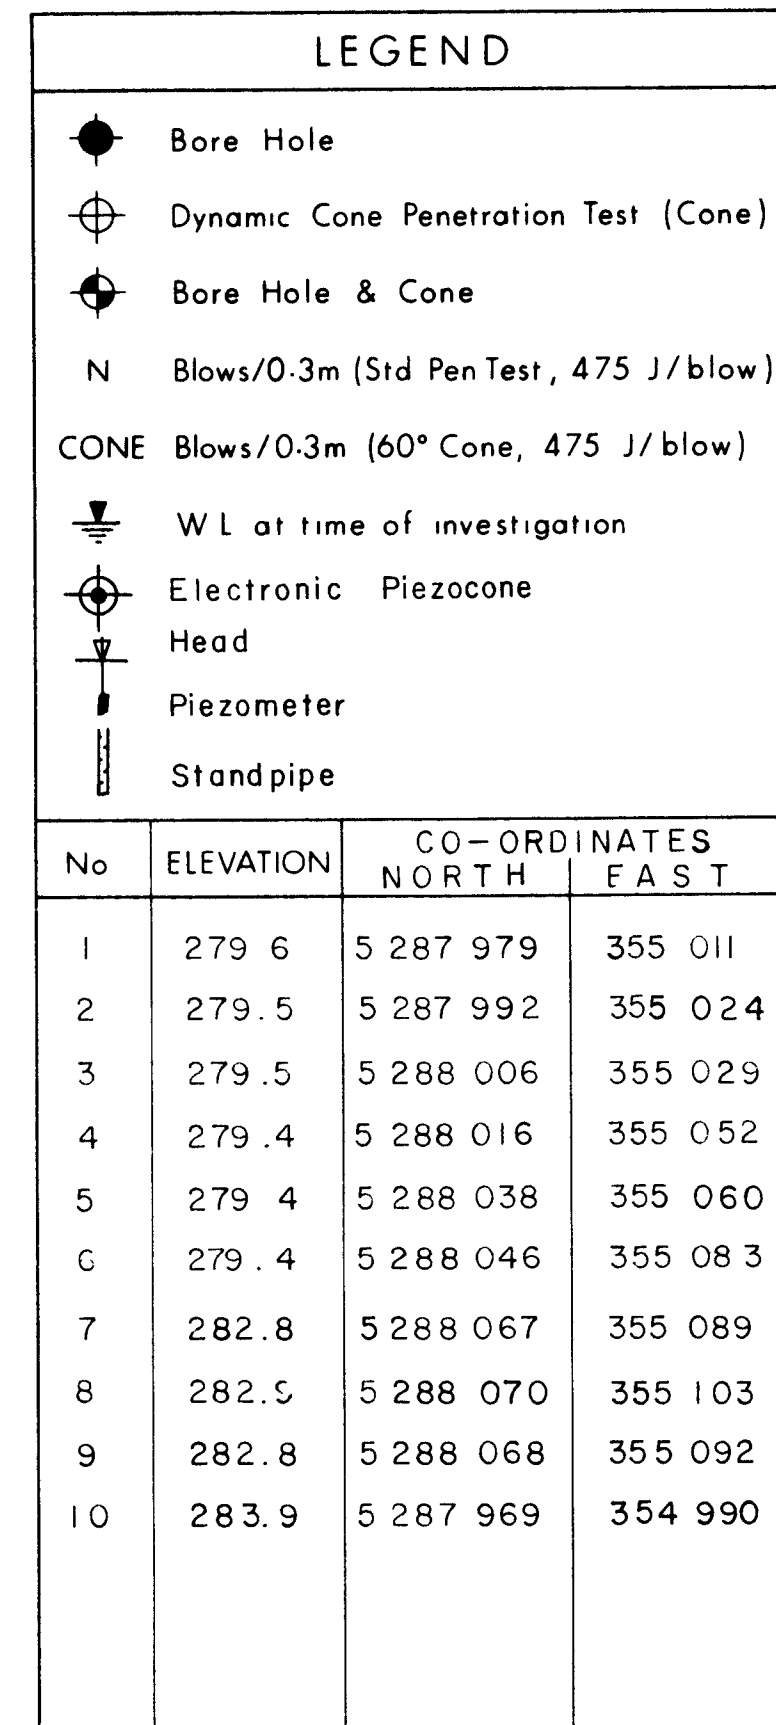 LEGEND
Bore Hole
Dynamic Cone Penetration Test (Cone)
Bore Hole & Cone
N Blows/0.3m (Std Pen Test, 475 J/blow)
CONE Blows/0.3m (60° Cone, 475 J/blow)
W L at time of investigation
Electronic Piezocone
Head
Piezometer
Standpipe
No ELEVATION CO-ORDINATES
NORTH EAST
1 279 6 5 287 979 355 011
2 279.5 5 287 992 355 024
3 279.5 5 288 006 355 029
4 279.4 5 288 016 355 052
5 279 4 5 288 038 355 060
6 279.4 5 288 046 355 083
7 282.8 5 288 067 355 089
8 5 288 070 355 103
9 282.8 5 288 068 355 092
10 283.9 5 287 969 354 990